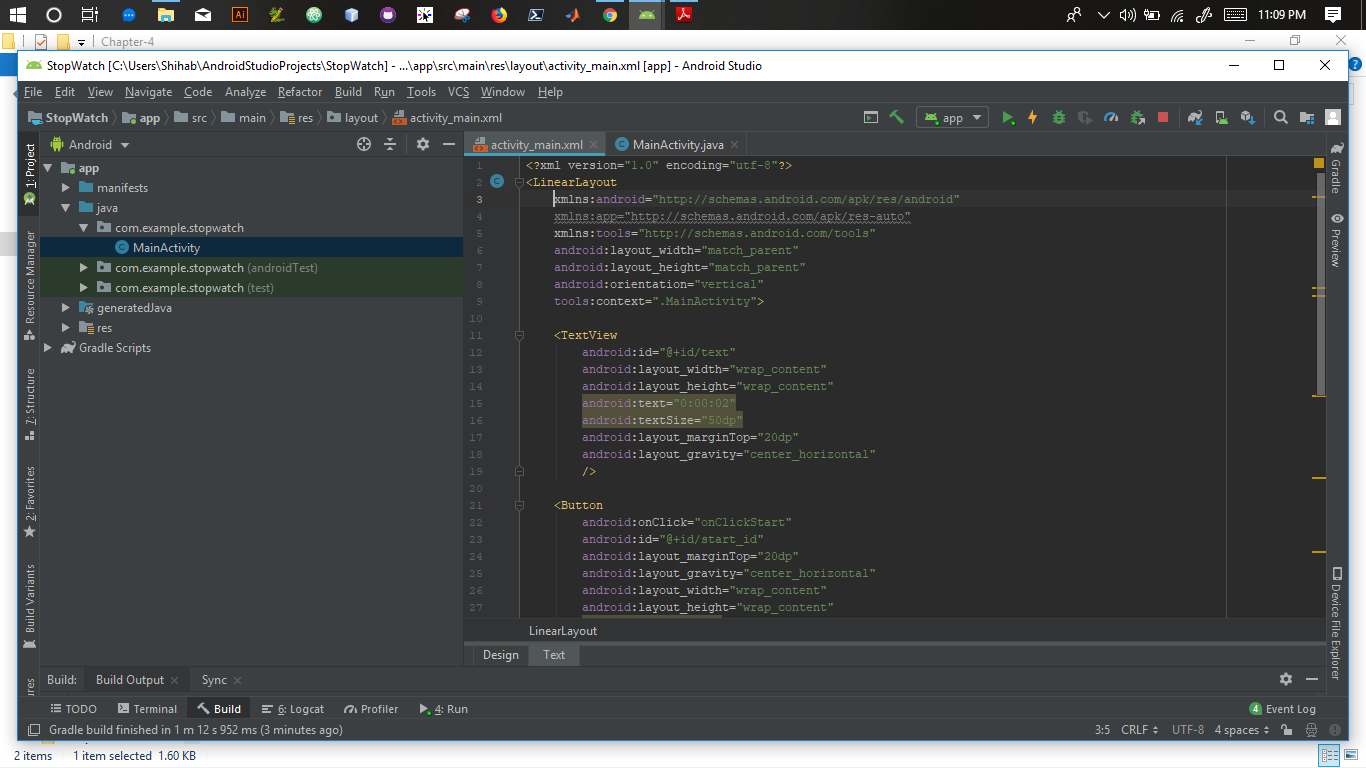 11:09 PM
Chapter-4
StopWatch [C:\Users\Shihab\AndroidStudioProjects\StopWatch] - ...\app\src\main\res\layout\activity_main.xml [app] - Android Studio
File Edit View Navigate Code Analyze Refactor Build Run Tools VCS Window Help
StopWatch app src main res layout activity_main.xml app
Android activity_main.xml MainActivity.java
1: Project
Resource Manager
7: Structure
2: Favorites
Build Variants
app
manifests
java
com.example.stopwatch
MainActivity
com.example.stopwatch (androidTest)
com.example.stopwatch (test)
generatedJava
res
Gradle Scripts
1 <?xml version="1.0" encoding="utf-8"?>
2 <LinearLayout
3 xmlns:android="http://schemas.android.com/apk/res/android"
4 xmlns:app="http://schemas.android.com/apk/res-auto"
5 xmlns:tools="http://schemas.android.com/tools"
6 android:layout_width="match_parent"
7 android:layout_height="match_parent"
8 android:orientation="vertical"
9 tools:context=".MainActivity">
10
11 <TextView
12 android:id="@+id/text"
13 android:layout_width="wrap_content"
14 android:layout_height="wrap_content"
15 android:text="0:00:02"
16 android:textSize="50dp"
17 android:layout_marginTop="20dp"
18 android:layout_gravity="center_horizontal"
19 />
20
21 <Button
22 android:onClick="onClickStart"
23 android:id="@+id/start_id"
24 android:layout_marginTop="20dp"
25 android:layout_gravity="center_horizontal"
26 android:layout_width="wrap_content"
27 android:layout_height="wrap_content"
LinearLayout
Design Text
Gradle
Preview
Device File Explorer
Build: Build Output Sync
TODO Terminal Build 6: Logcat Profiler 4: Run 4 Event Log
Gradle build finished in 1 m 12 s 952 ms (3 minutes ago) 3:5 CRLF UTF-8 4 spaces
2 items 1 item selected 1.60 KB